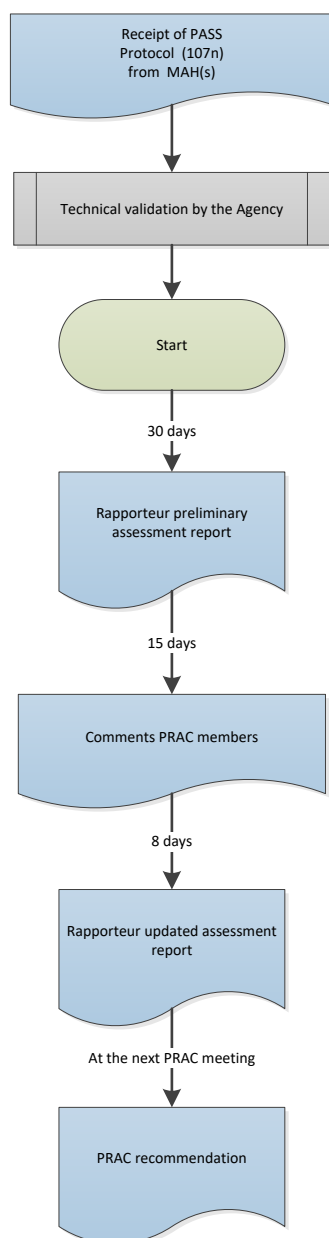 Receipt of PASS
Protocol (107n)
from MAH(s)
Technical validation by the Agency
Start
30 days
Rapporteur preliminary
assessment report
15 days
Comments PRAC members
8 days
Rapporteur updated assessment
report
At the next PRAC meeting
PRAC recommendation